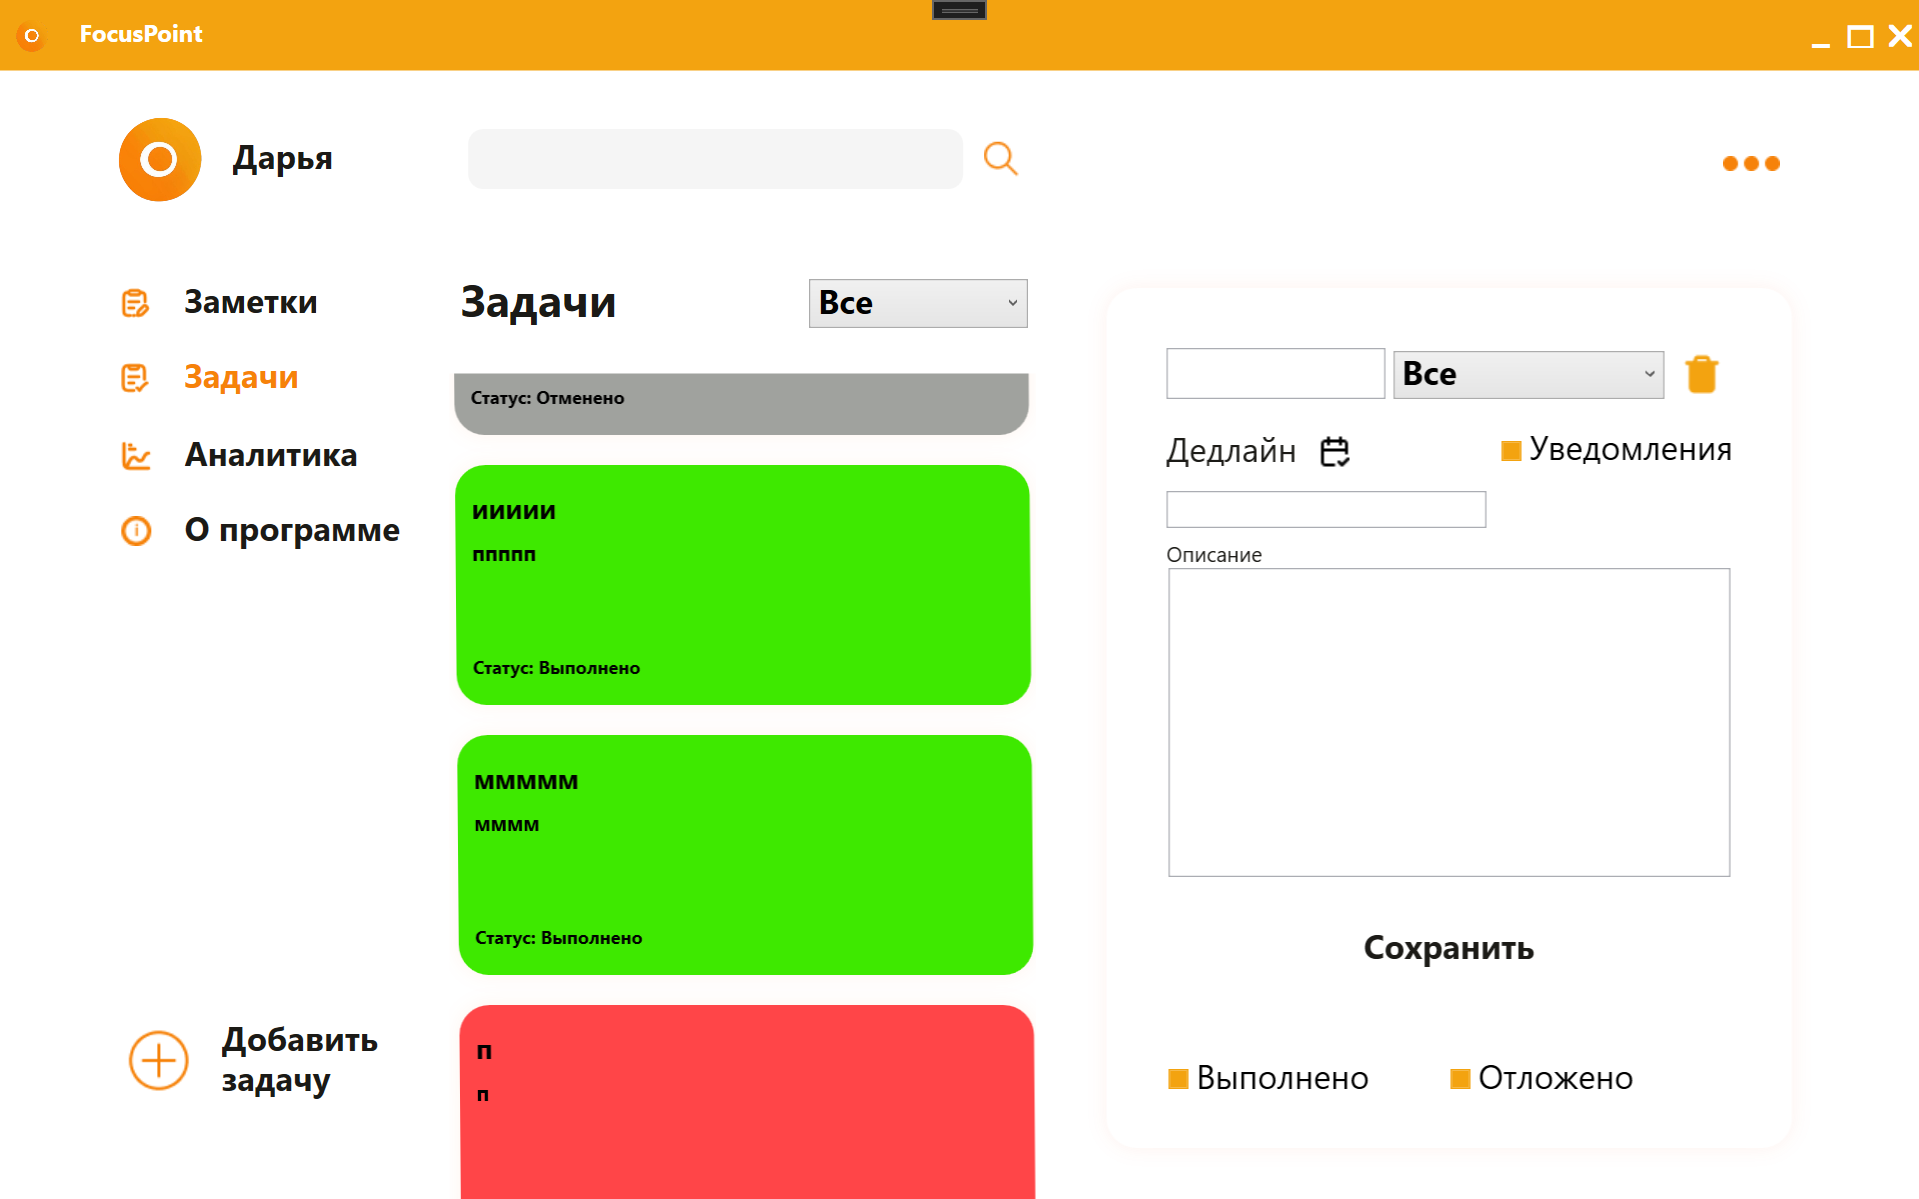 FocusPoint
Дарья
Заметки
Задачи
Аналитика
О программе
Добавить
задачу
Задачи
Все
Статус: Отменено
иииии
ппппп
Статус: Выполнено
ммммм
мммм
Статус: Выполнено
п
п
Все
Дедлайн
Уведомления
Описание
Сохранить
Выполнено
Отложено